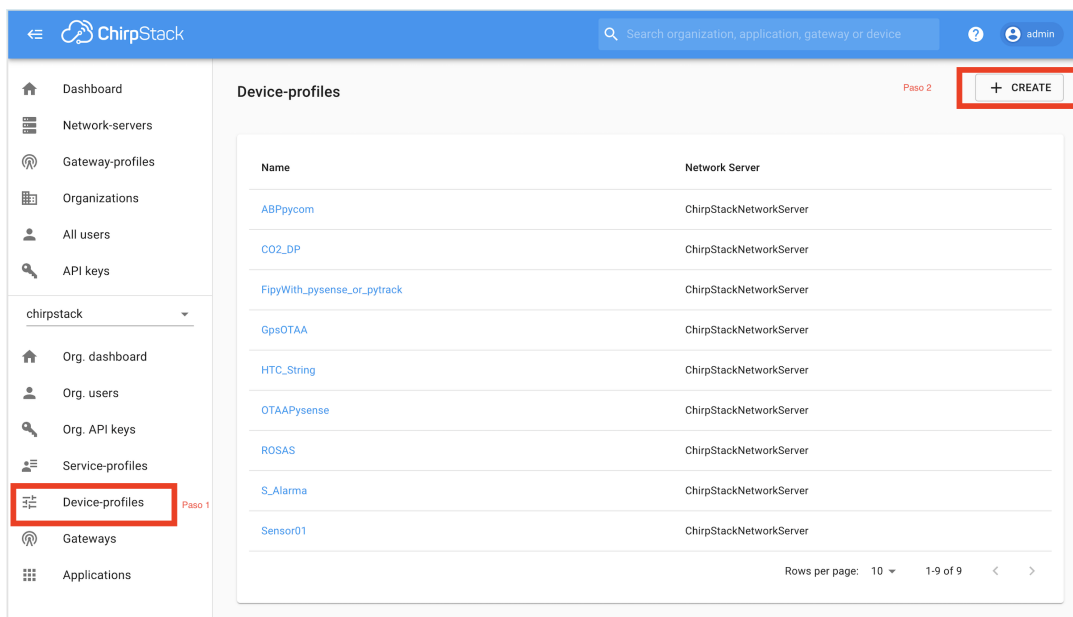 ChirpStack
Search organization, application, gateway or device
? admin
Dashboard
Network-servers
Gateway-profiles
Organizations
All users
API keys
chirpstack
Org. dashboard
Org. users
Org. API keys
Service-profiles
Device-profiles Paso 1
Gateways
Applications
Device-profiles
Paso 2
+ CREATE
Name Network Server
ABPpycom ChirpStackNetworkServer
CO2_DP ChirpStackNetworkServer
FipyWith_pysense_or_pytrack ChirpStackNetworkServer
GpsOTAA ChirpStackNetworkServer
HTC_String ChirpStackNetworkServer
OTAAPysense ChirpStackNetworkServer
ROSAS ChirpStackNetworkServer
S_Alarma ChirpStackNetworkServer
Sensor01 ChirpStackNetworkServer
Rows per page: 10 1-9 of 9